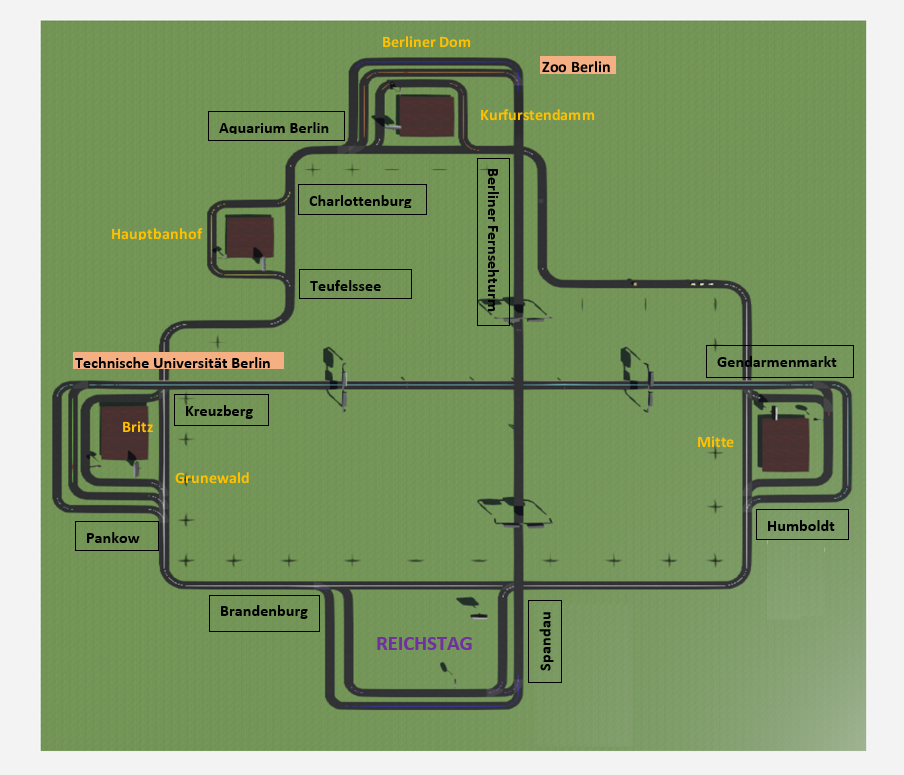 Berliner Dom
Zoo Berlin
Kurfurstendamm
Aquarium Berlin
Berliner Fernsehturm
Charlottenburg
Hauptbanhof
Teufelssee
Technische Universität Berlin
Gendarmenmarkt
Kreuzberg
Britz
Mitte
Grunewald
Pankow
Humboldt
Brandenburg
Spandau
REICHSTAG